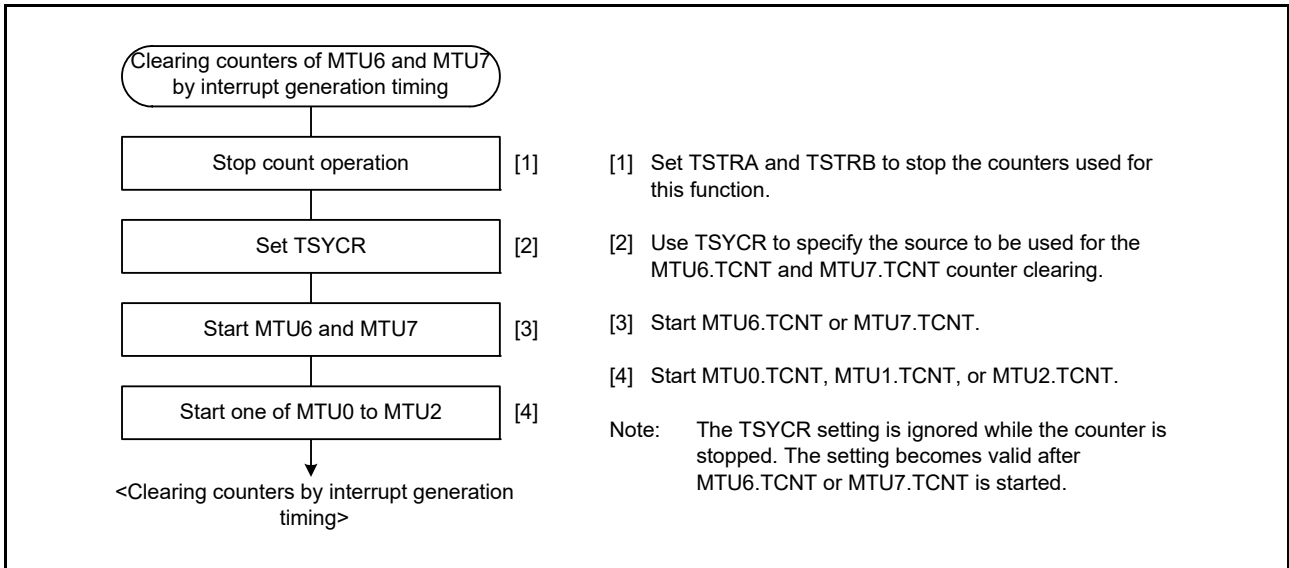 Clearing counters of MTU6 and MTU7
by interrupt generation timing
Stop count operation
[1]
Set TSYCR
[2]
Start MTU6 and MTU7
[3]
Start one of MTU0 to MTU2
[4]
<Clearing counters by interrupt generation
timing>
[1] Set TSTRA and TSTRB to stop the counters used for
this function.
[2] Use TSYCR to specify the source to be used for the
MTU6.TCNT and MTU7.TCNT counter clearing.
[3] Start MTU6.TCNT or MTU7.TCNT.
[4] Start MTU0.TCNT, MTU1.TCNT, or MTU2.TCNT.
Note: The TSYCR setting is ignored while the counter is
stopped. The setting becomes valid after
MTU6.TCNT or MTU7.TCNT is started.